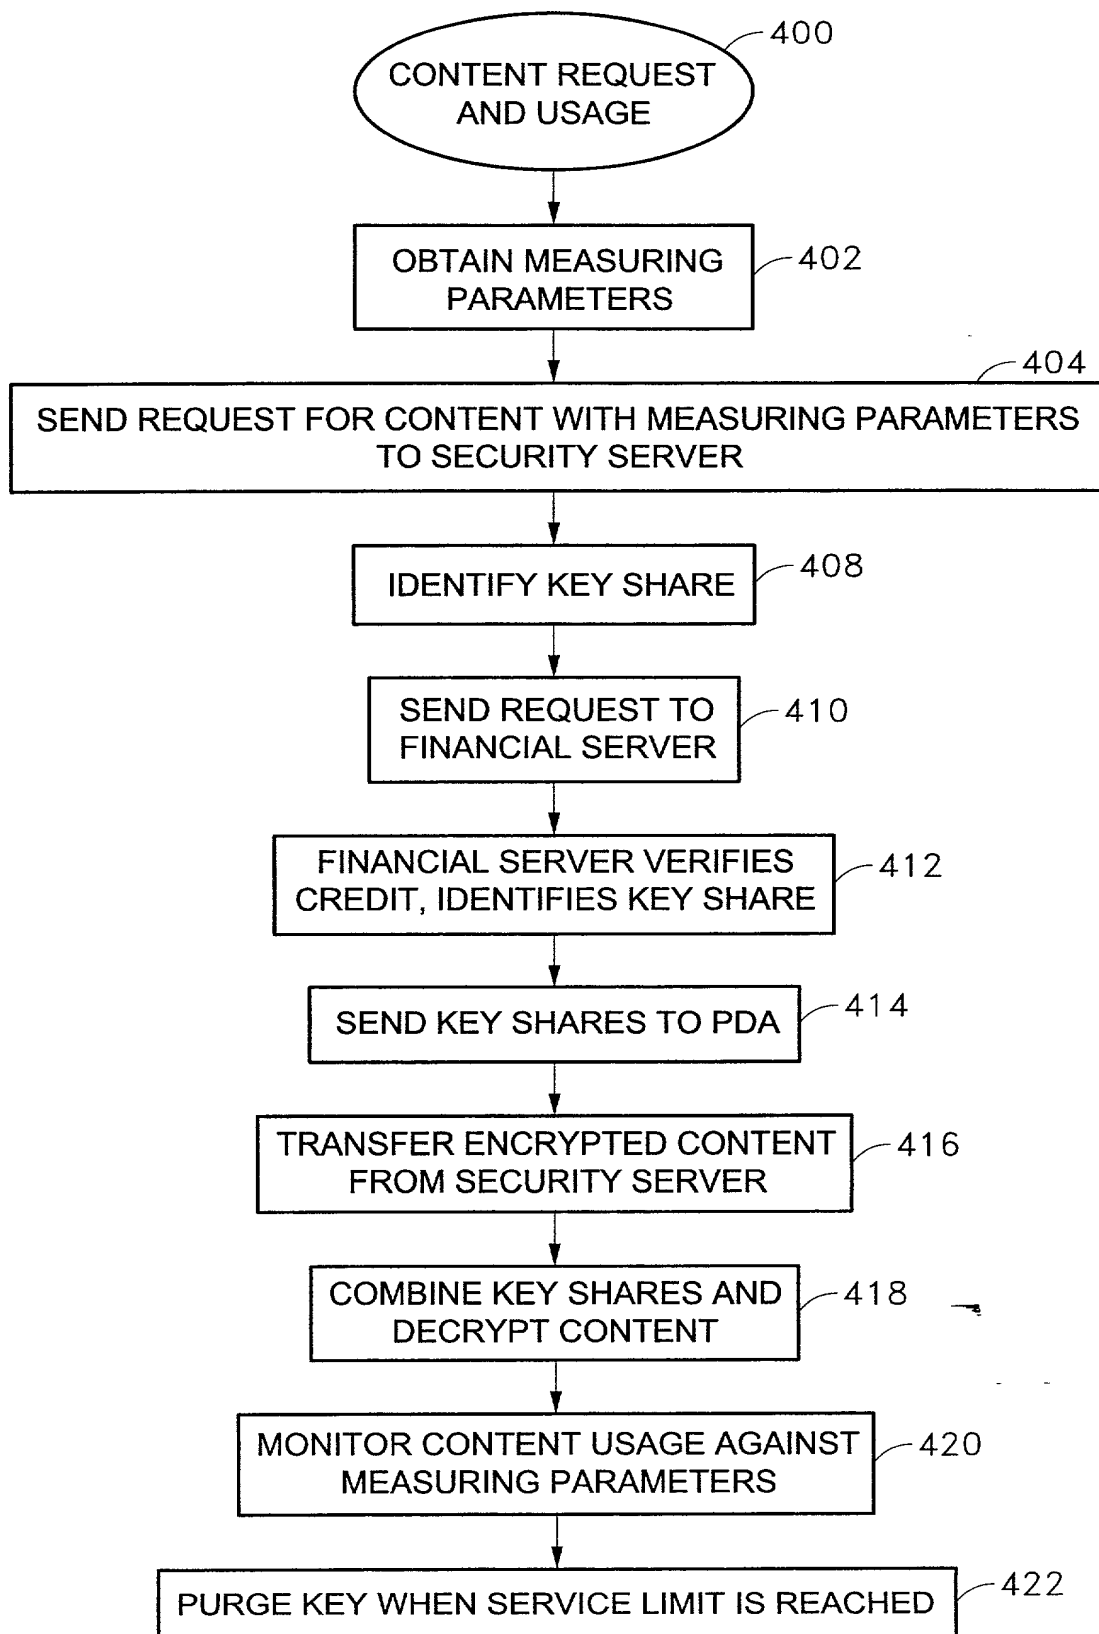 400
CONTENT REQUEST
AND USAGE
402
OBTAIN MEASURING
PARAMETERS
404
SEND REQUEST FOR CONTENT WITH MEASURING PARAMETERS
TO SECURITY SERVER
408
IDENTIFY KEY SHARE
410
SEND REQUEST TO
FINANCIAL SERVER
412
FINANCIAL SERVER VERIFIES
CREDIT, IDENTIFIES KEY SHARE
414
SEND KEY SHARES TO PDA
416
TRANSFER ENCRYPTED CONTENT
FROM SECURITY SERVER
418
COMBINE KEY SHARES AND
DECRYPT CONTENT
420
MONITOR CONTENT USAGE AGAINST
MEASURING PARAMETERS
422
PURGE KEY WHEN SERVICE LIMIT IS REACHED